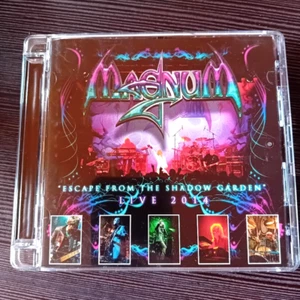 MAGNUM
"ESCAPE FROM THE SHADOW GARDEN"
LIVE 2014